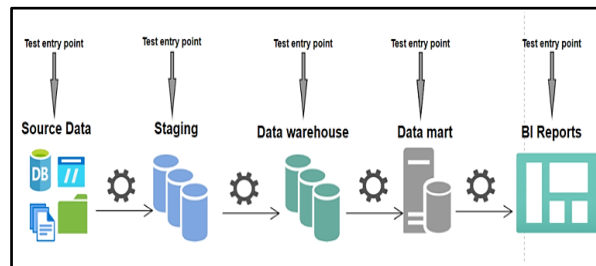 Test entry point Test entry point Test entry point Test entry point Test entry point
Source Data Staging Data warehouse Data mart BI Reports
DB
//